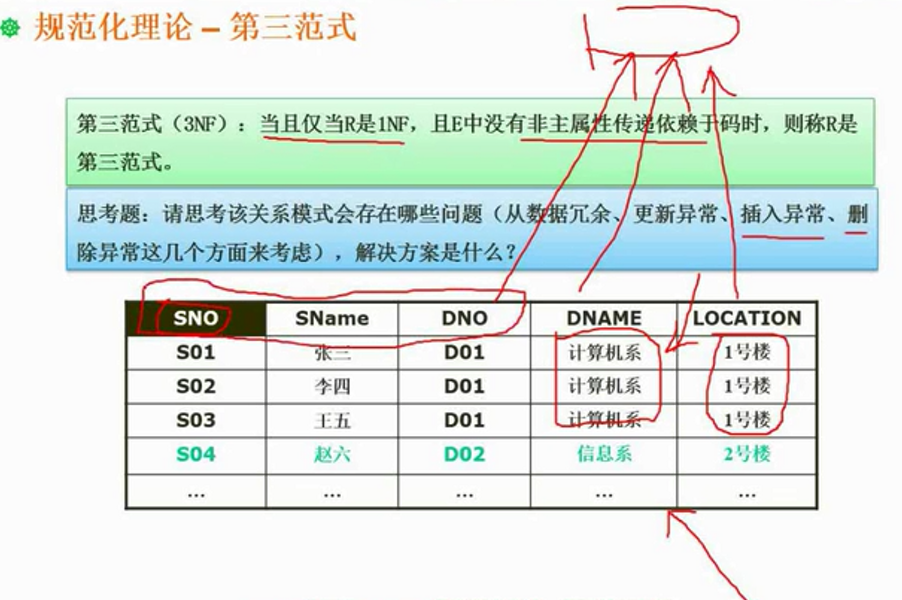 规范化理论 – 第三范式
第三范式（3NF）：当且仅当R是1NF，且E中没有非主属性传递依赖于码时，则称R是
第三范式。
思考题：请思考该关系模式会存在哪些问题（从数据冗余、更新异常、插入异常、删
除异常这几个方面来考虑），解决方案是什么？
SNO SName DNO DNAME LOCATION
S01 张三 D01 计算机系 1号楼
S02 李四 D01 计算机系 1号楼
S03 王五 D01 计算机系 1号楼
S04 赵六 D02 信息系 2号楼
... ... ... ... ...